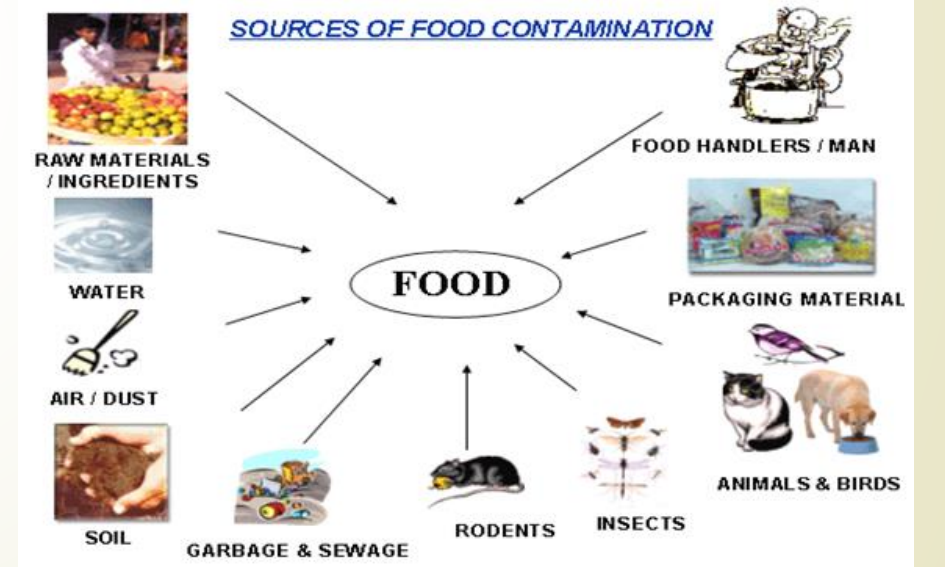 SOURCES OF FOOD CONTAMINATION
RAW MATERIALS
/ INGREDIENTS
FOOD HANDLERS / MAN
WATER
FOOD
PACKAGING MATERIAL
AIR / DUST
ANIMALS & BIRDS
SOIL
GARBAGE & SEWAGE
RODENTS
INSECTS